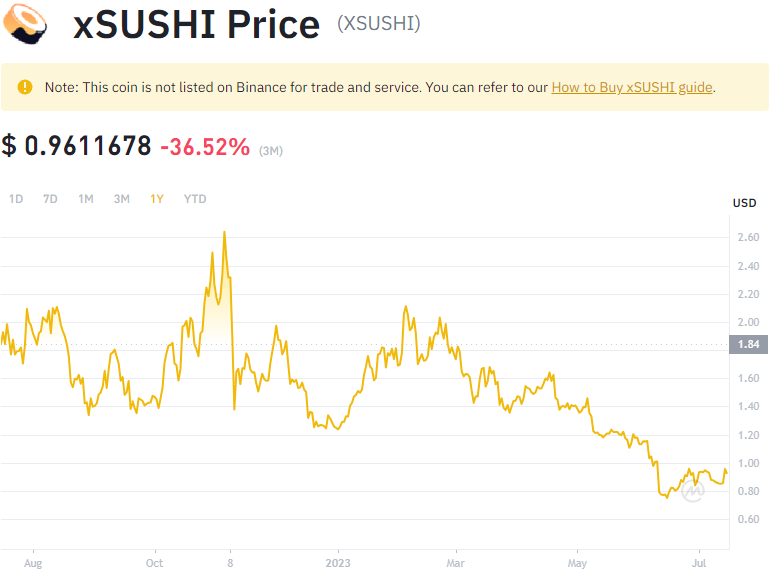 xSUSHI Price (XSUSHI)
Note: This coin is not listed on Binance for trade and service. You can refer to our How to Buy xSUSHI guide.
$ 0.9611678 -36.52% (3M)
1D 7D 1M 3M 1Y YTD
USD
2.60
2.40
2.20
2.00
1.84
1.60
1.40
1.20
1.00
0.80
0.60
Aug Oct 8 2023 Mar May Jul